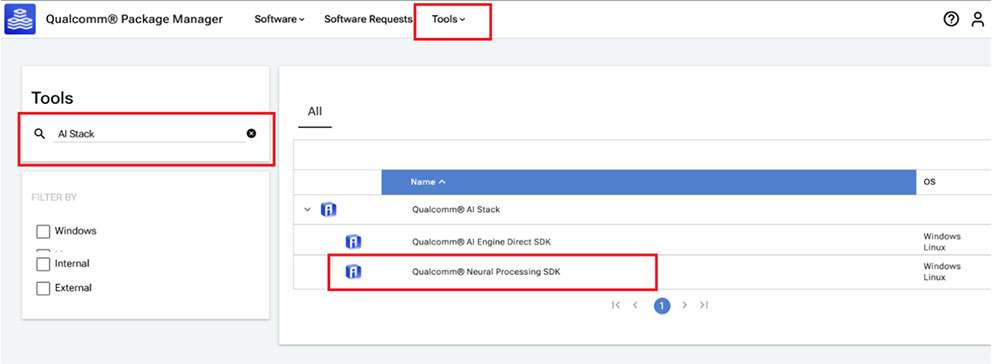 Qualcomm® Package Manager
Software
Software Requests
Tools
Tools
AI Stack
FILTER BY
Windows
Internal
External
All
Name
OS
Qualcomm® AI Stack
Qualcomm® AI Engine Direct SDK
Windows
Linux
Qualcomm® Neural Processing SDK
Windows
Linux
1